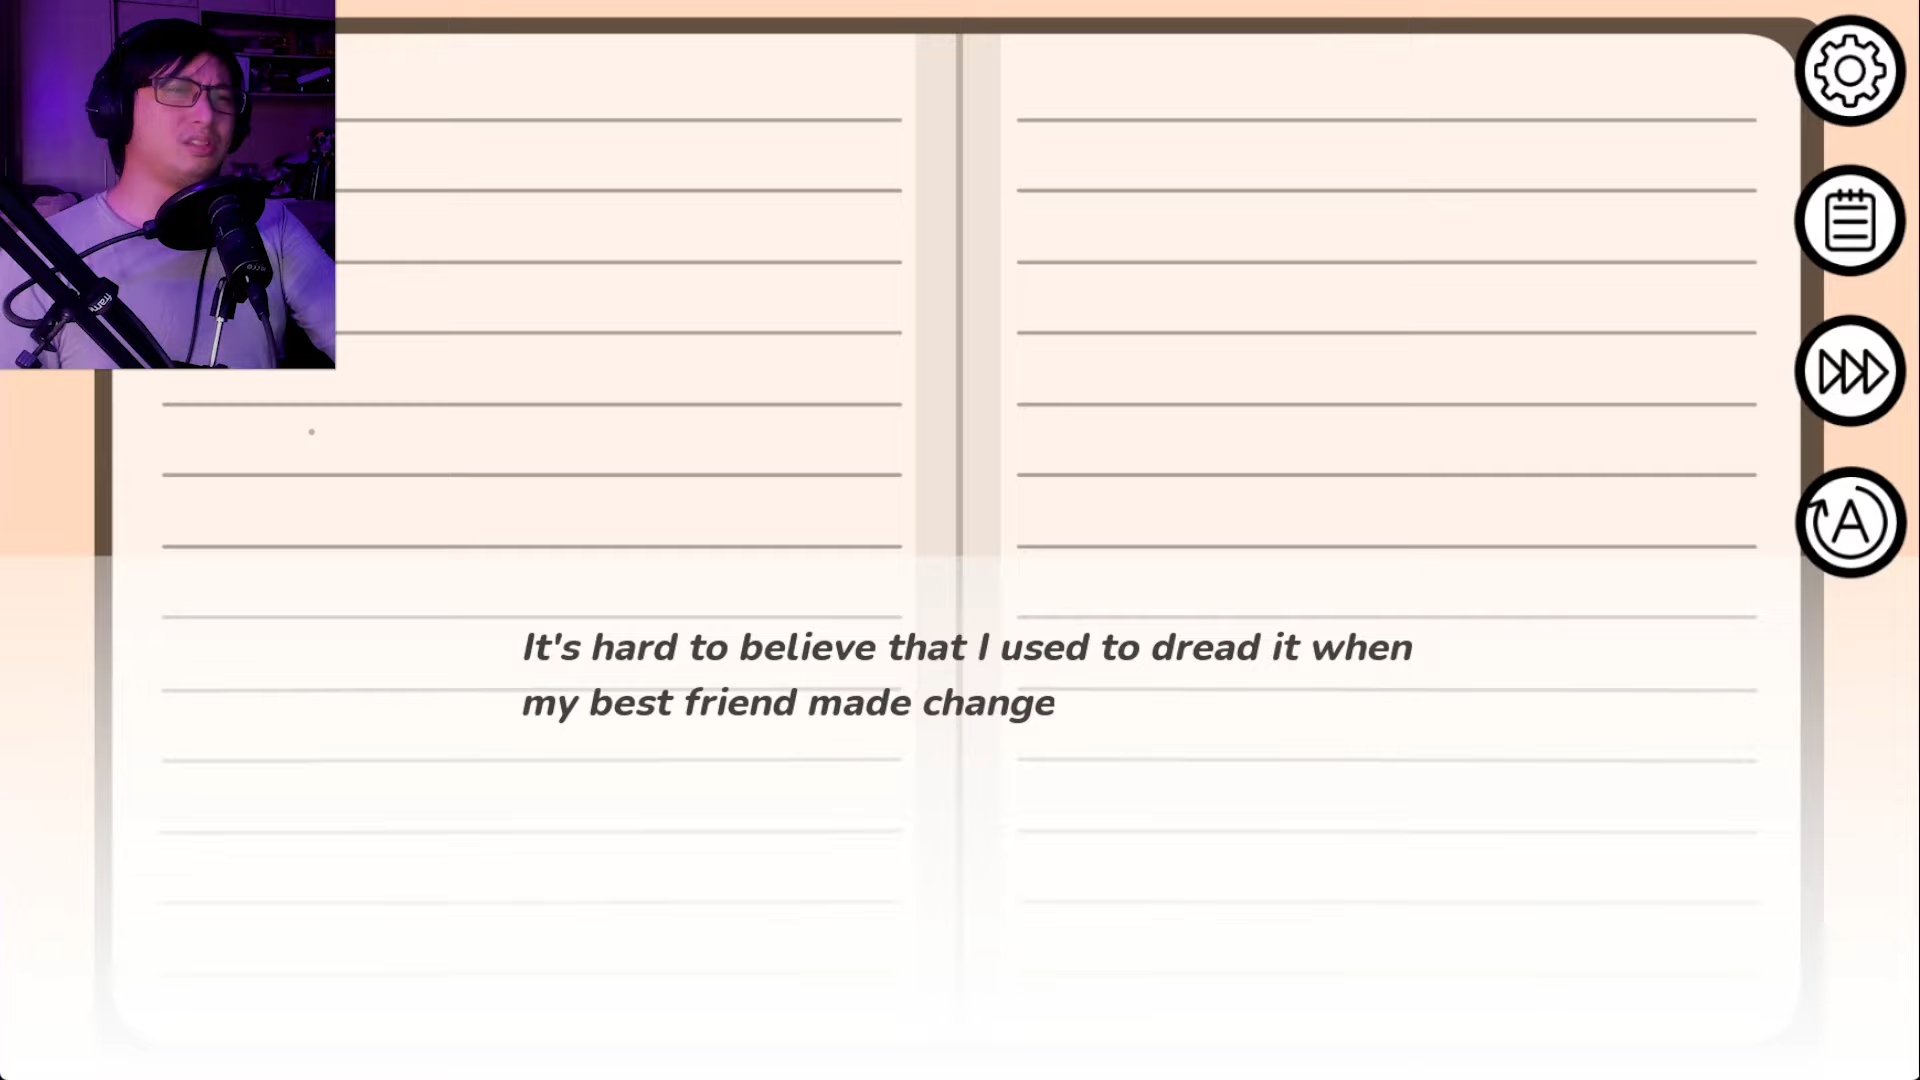 It's hard to believe that I used to dread it when
my best friend made change
A